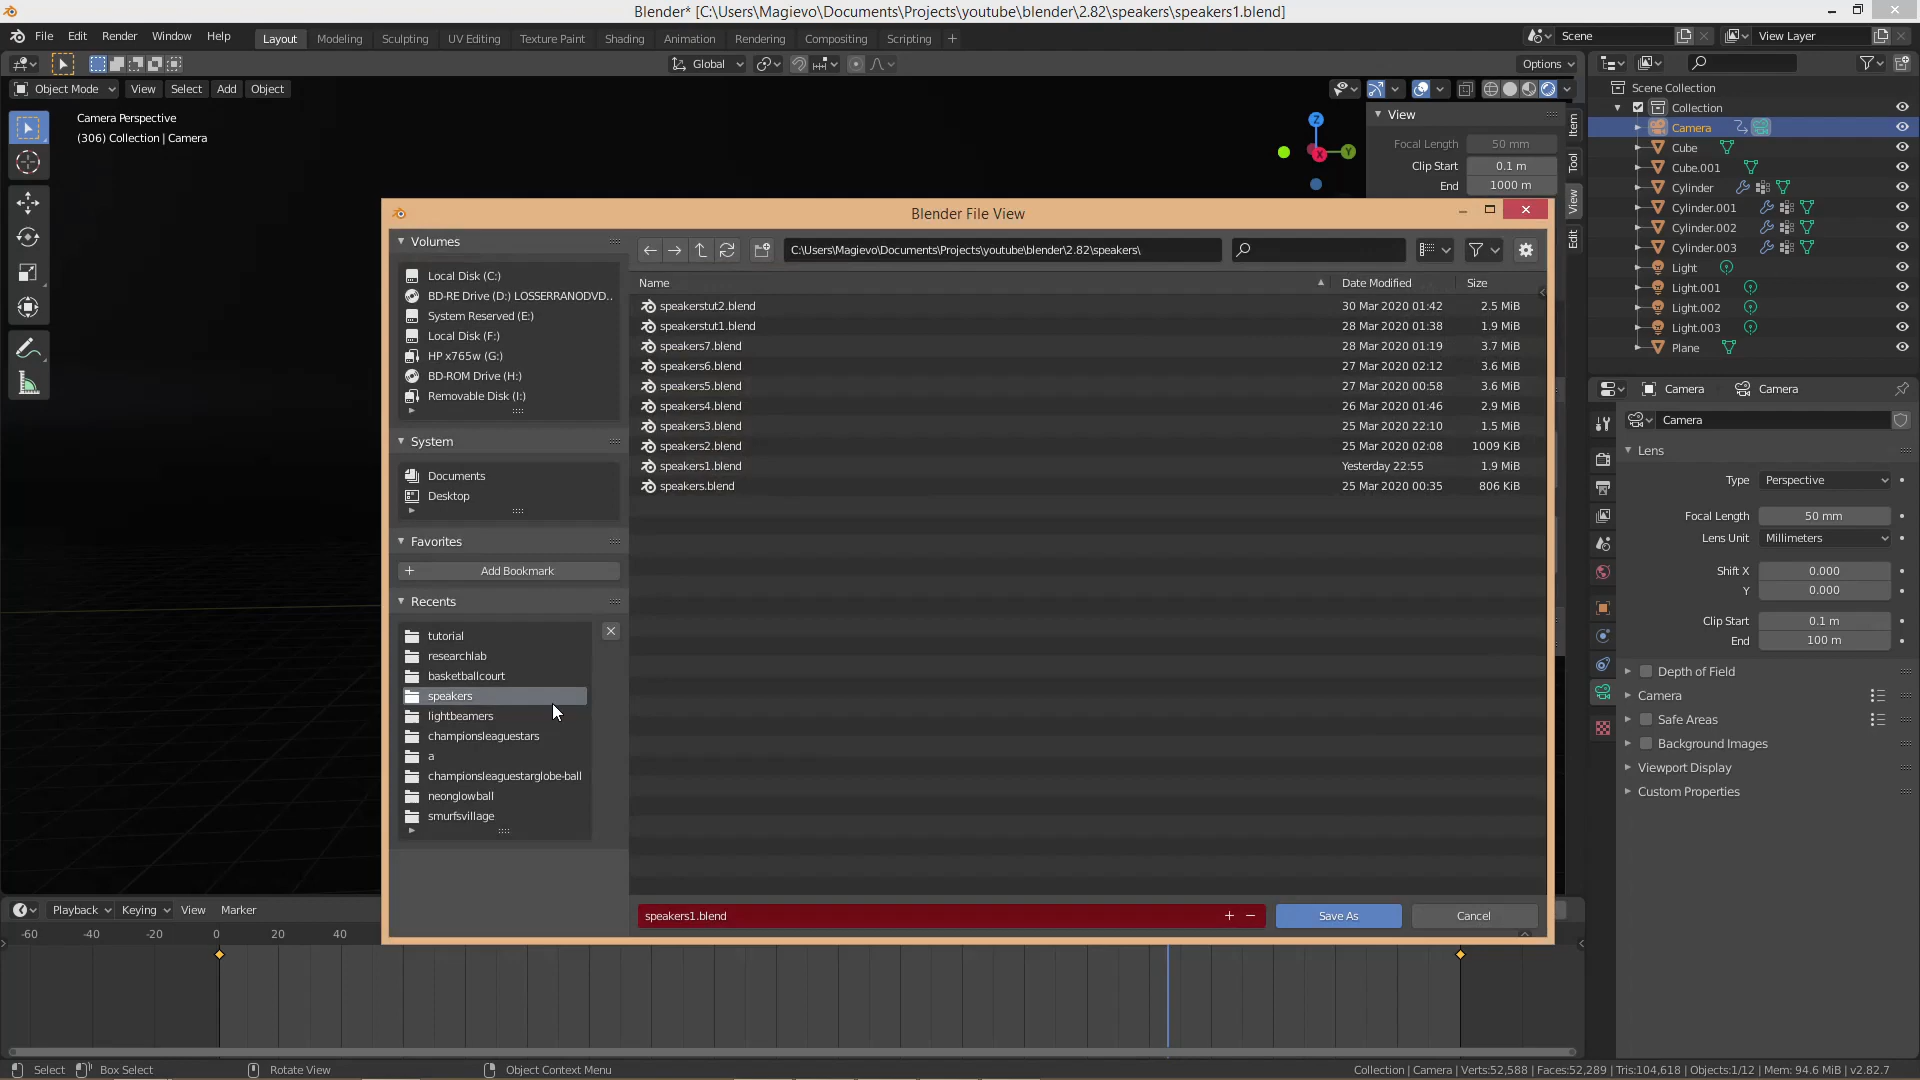 Blender* [C:\Users\Magievo\Documents\Projects\youtube\blender\2.82\speakers\speakers1.blend]
File Edit Render Window Help Layout Modeling Sculpting UV Editing Texture Paint Shading Animation Rendering Compositing Scripting + Scene View Layer
Global Options
Object Mode View Select Add Object
Camera Perspective
(306) Collection | Camera
Z
X
Y
View
Focal Length 50 mm
Clip Start 0.1 m
End 1000 m
Item
Tool
View
Edit
Scene Collection
Collection
Camera
Cube
Cube.001
Cylinder
Cylinder.001
Cylinder.002
Cylinder.003
Light
Light.001
Light.002
Light.003
Plane
Blender File View
Volumes
Local Disk (C:)
BD-RE Drive (D:) LOSSERRANODVD..
System Reserved (E:)
Local Disk (F:)
HP x765w (G:)
BD-ROM Drive (H:)
Removable Disk (I:)
System
Documents
Desktop
Favorites
Add Bookmark
Recents
tutorial
researchlab
basketballcourt
speakers
lightbeamers
championsleaguestars
a
championsleaguestarglobe-ball
neonglowball
smurfsvillage
C:\Users\Magievo\Documents\Projects\youtube\blender\2.82\speakers\
Name Date Modified Size
speakerstut2.blend 30 Mar 2020 01:42 2.5 MiB
speakerstut1.blend 28 Mar 2020 01:38 1.9 MiB
speakers7.blend 28 Mar 2020 01:19 3.7 MiB
speakers6.blend 27 Mar 2020 02:12 3.6 MiB
speakers5.blend 27 Mar 2020 00:58 3.6 MiB
speakers4.blend 26 Mar 2020 01:46 2.9 MiB
speakers3.blend 25 Mar 2020 22:10 1.5 MiB
speakers2.blend 25 Mar 2020 02:08 1009 KiB
speakers1.blend Yesterday 22:55 1.9 MiB
speakers.blend 25 Mar 2020 00:35 806 KiB
speakers1.blend + − Save As Cancel
Camera Camera
Camera
Lens
Type Perspective
Focal Length 50 mm
Lens Unit Millimeters
Shift X 0.000
Y 0.000
Clip Start 0.1 m
End 100 m
Depth of Field
Camera
Safe Areas
Background Images
Viewport Display
Custom Properties
Playback Keying View Marker
-60 -40 -20 0 20 40
Select Box Select Rotate View Object Context Menu Collection | Camera | Verts:52,588 | Faces:52,289 | Tris:104,618 | Objects:1/12 | Mem: 94.6 MiB | v2.82.7